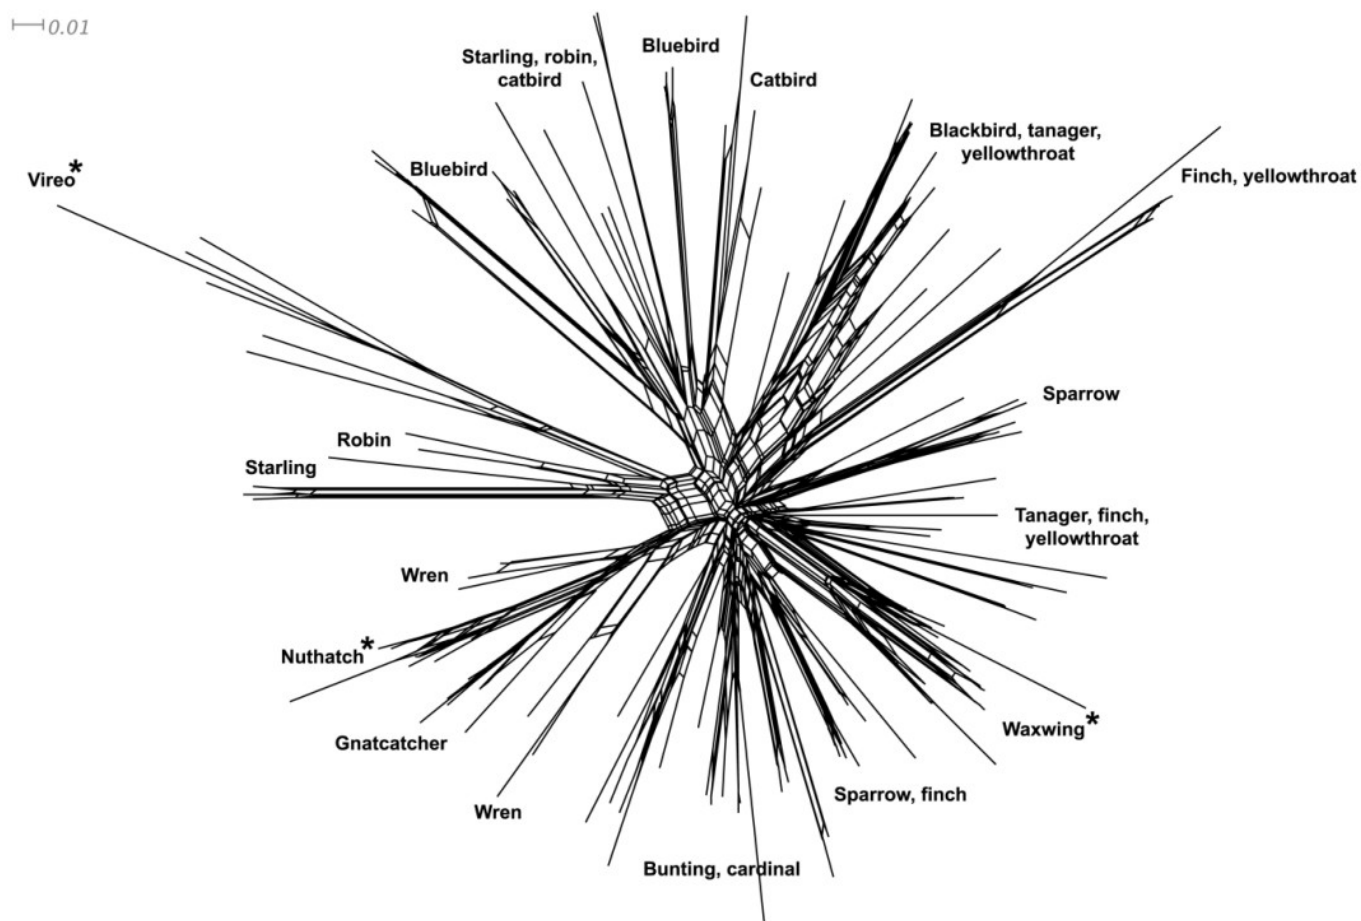 0.01
Bluebird
Starling, robin,
catbird
Catbird
Blackbird, tanager,
yellowthroat
Bluebird
Vireo*
Finch, yellowthroat
Sparrow
Robin
Starling
Tanager, finch,
yellowthroat
Wren
Nuthatch*
Waxwing*
Gnatcatcher
Sparrow, finch
Wren
Bunting, cardinal